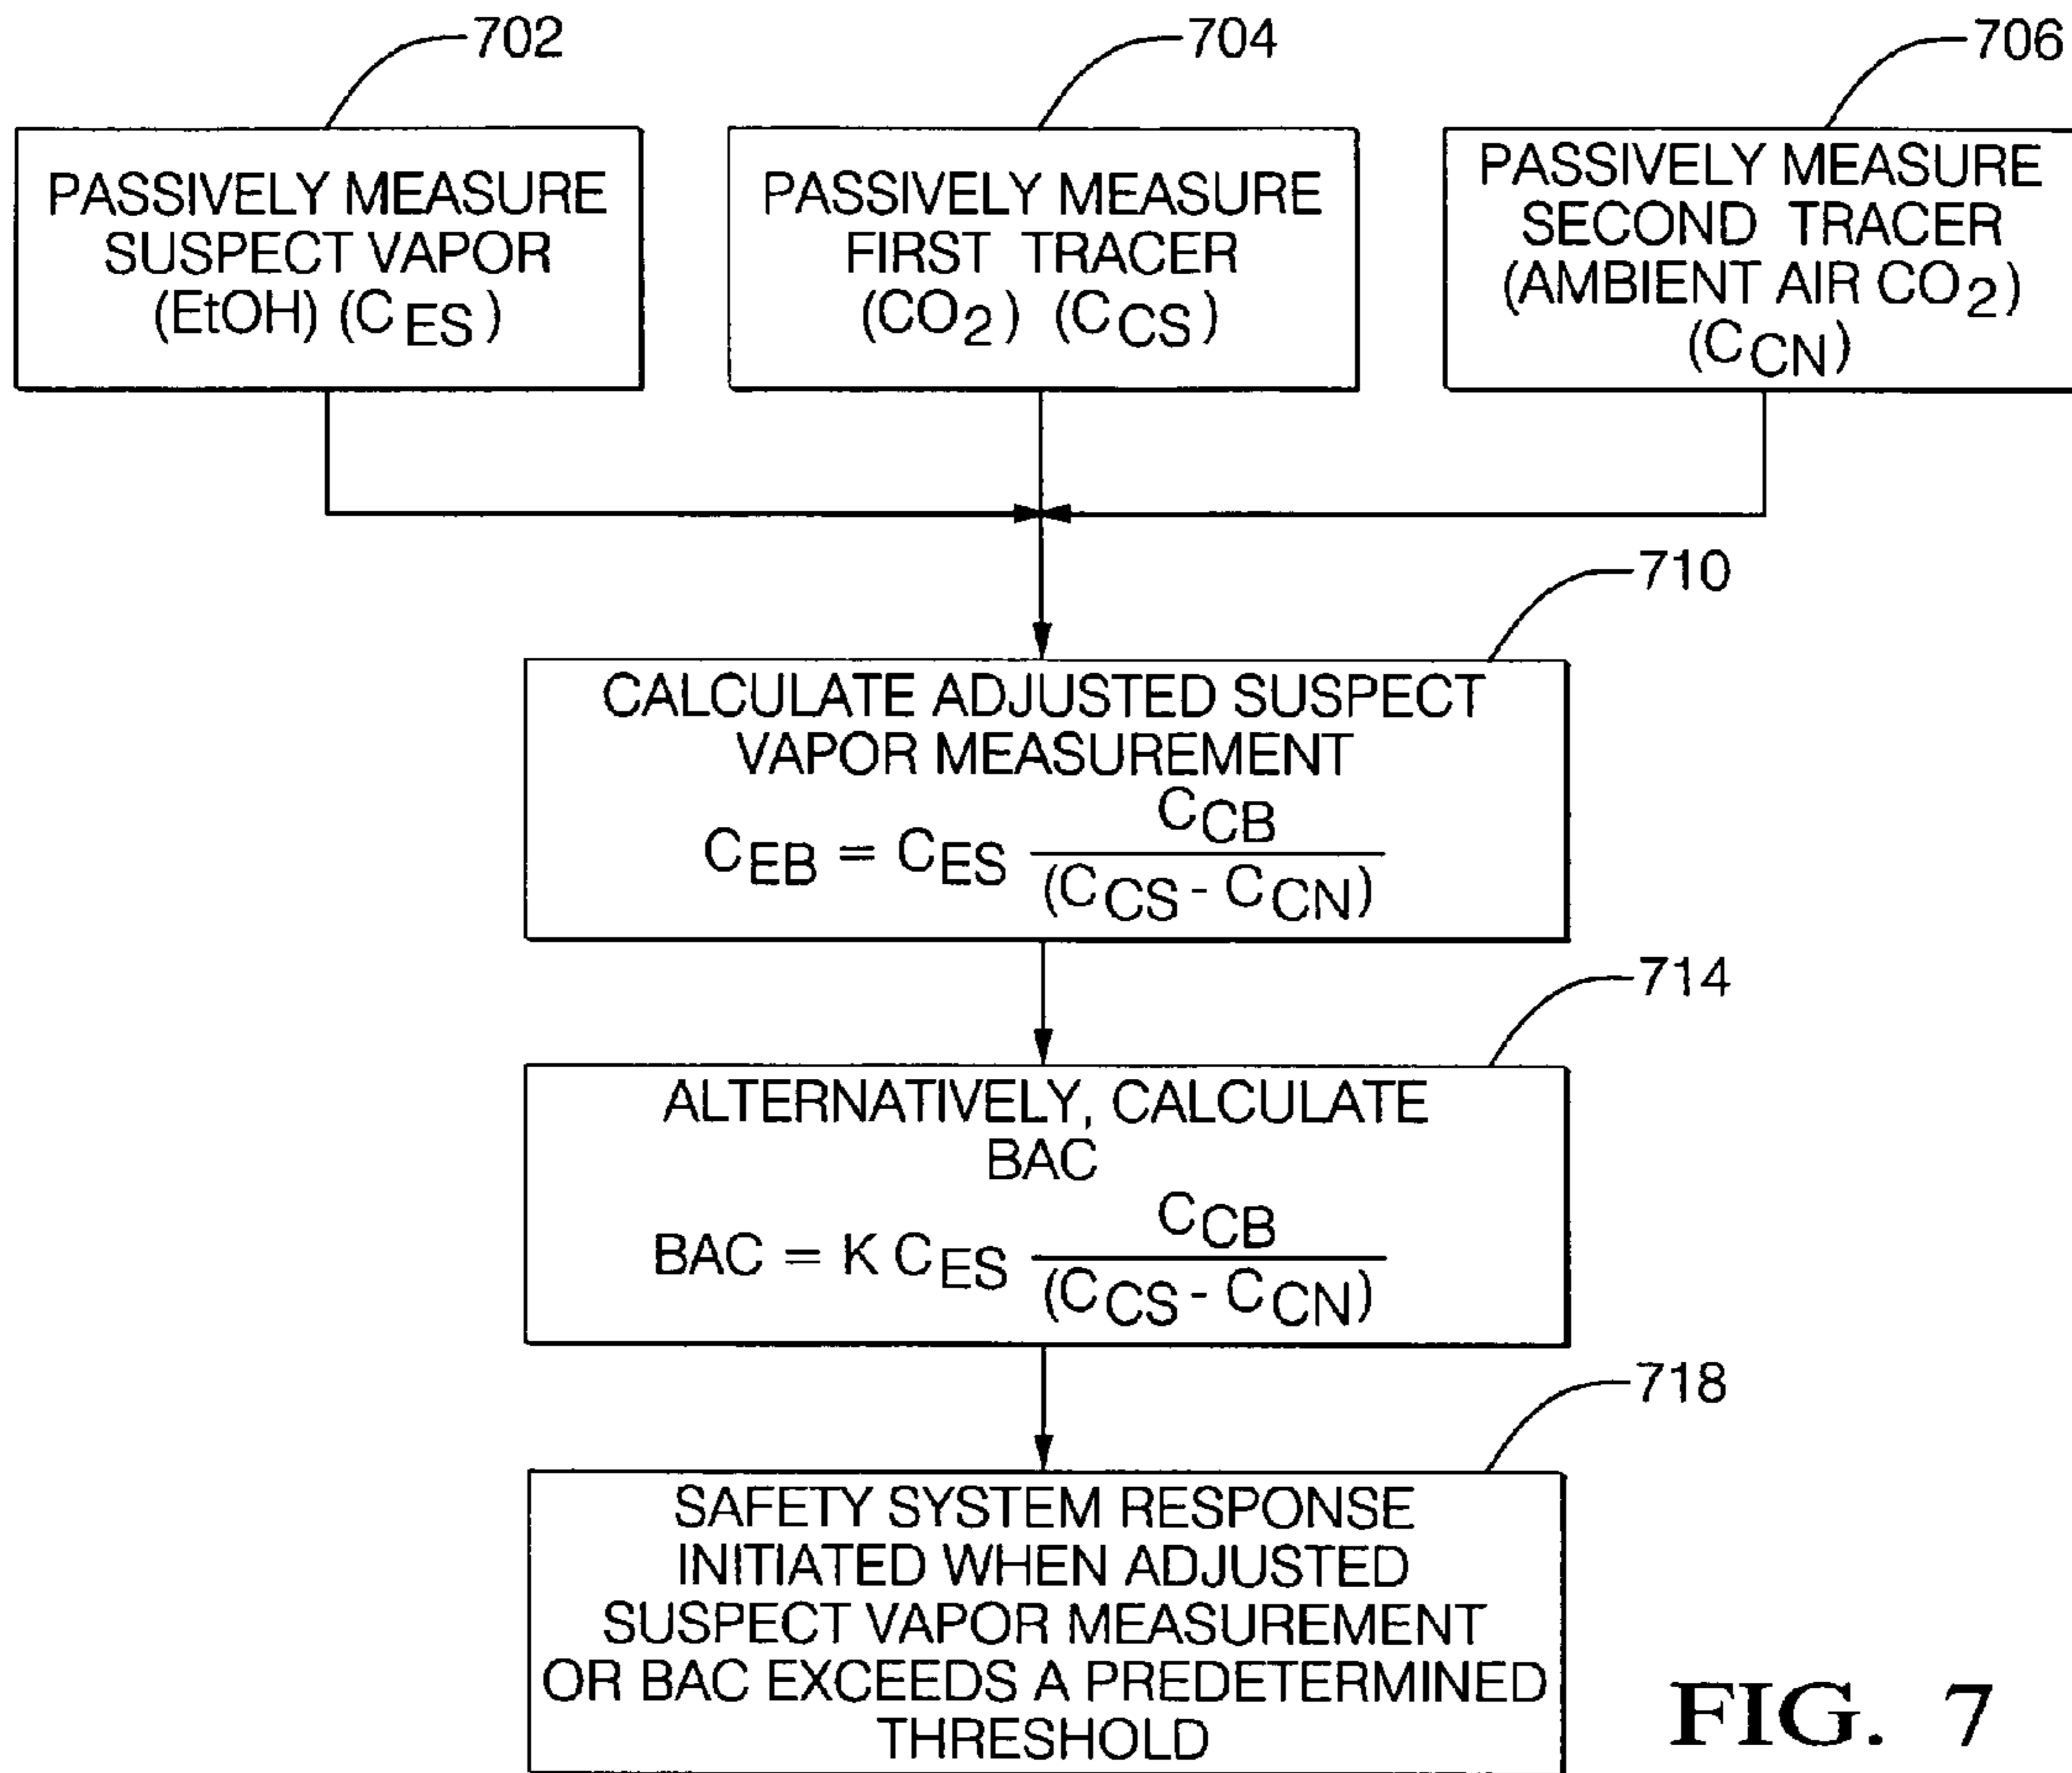 702
704
706
PASSIVELY MEASURE
SUSPECT VAPOR
(EtOH) (C ES)
PASSIVELY MEASURE
FIRST TRACER
(CO2) (CCS)
PASSIVELY MEASURE
SECOND TRACER
(AMBIENT AIR CO2)
(CCN)
710
CALCULATE ADJUSTED SUSPECT
VAPOR MEASUREMENT
CEB = CES CCB / (CCS - CCN)
714
ALTERNATIVELY, CALCULATE
BAC
BAC = K CES CCB / (CCS - CCN)
718
SAFETY SYSTEM RESPONSE
INITIATED WHEN ADJUSTED
SUSPECT VAPOR MEASUREMENT
OR BAC EXCEEDS A PREDETERMINED
THRESHOLD
FIG. 7